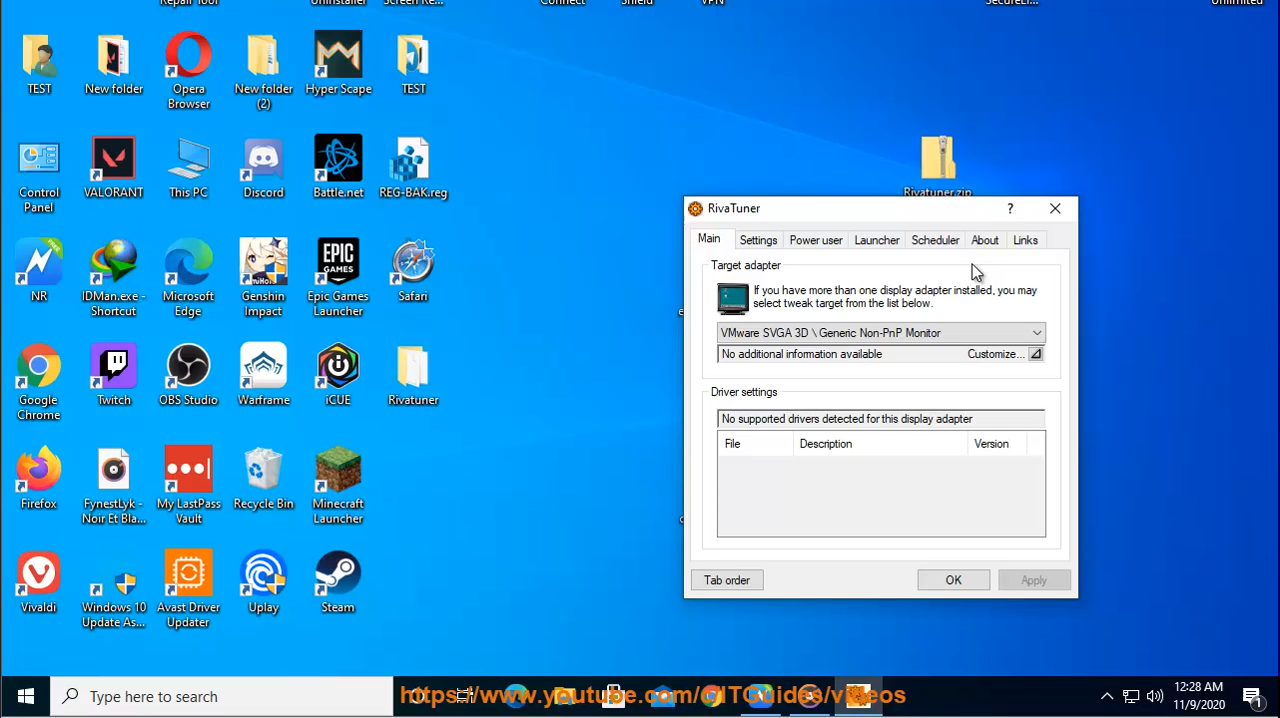 Repair Tool
Uninstaller
Screen Re...
Connect
Shield
VPN
SecureLi...
Unlimited
TEST
New folder
Opera
Browser
New folder
(2)
Hyper Scape
TEST
Control
Panel
VALORANT
This PC
Discord
Battle.net
REG-BAK.reg
Rivatuner.zip
NR
IDMan.exe -
Shortcut
Microsoft
Edge
Genshin
Impact
Epic Games
Launcher
Safari
Google
Chrome
Twitch
OBS Studio
Warframe
iCUE
Rivatuner
Firefox
FynestLyk -
Noir Et Bla...
My LastPass
Vault
Recycle Bin
Minecraft
Launcher
Vivaldi
Windows 10
Update As...
Avast Driver
Updater
Uplay
Steam
RivaTuner
?
Main Settings Power user Launcher Scheduler About Links
Target adapter
If you have more than one display adapter installed, you may
select tweak target from the list below.
VMware SVGA 3D \ Generic Non-PnP Monitor
No additional information available Customize...
Driver settings
No supported drivers detected for this display adapter
File Description Version
Tab order OK Apply
Type here to search
https://www.youtube.com/@ITGuides/videos
12:28 AM
11/9/2020
1